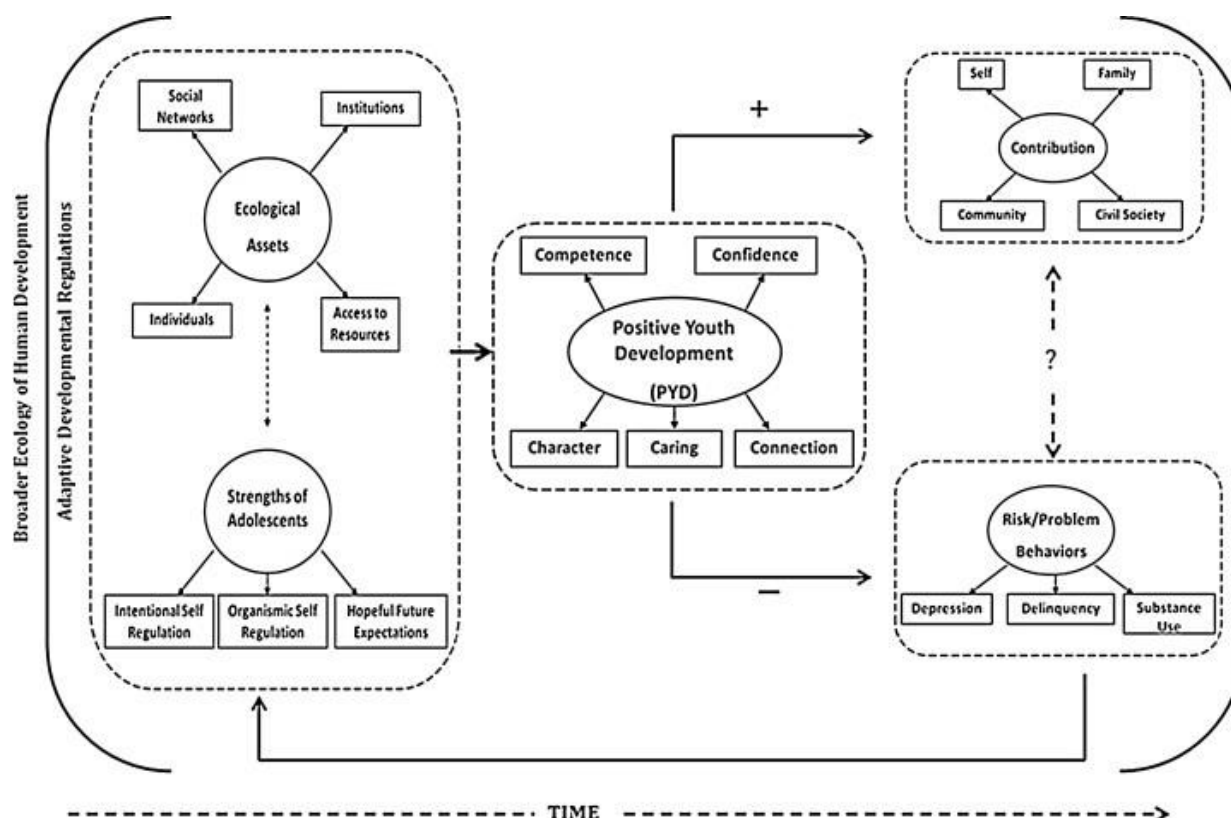 Broader Ecology of Human Development
Adaptive Developmental Regulations
Social
Networks
Institutions
Ecological
Assets
Individuals
Access to
Resources
Strengths of
Adolescents
Intentional Self
Regulation
Organismic Self
Regulation
Hopeful Future
Expectations
Competence
Confidence
Positive Youth
Development
(PYD)
Character
Caring
Connection
+
−
Self
Family
Contribution
Community
Civil Society
?
Risk/Problem
Behaviors
Depression
Delinquency
Substance
Use
TIME